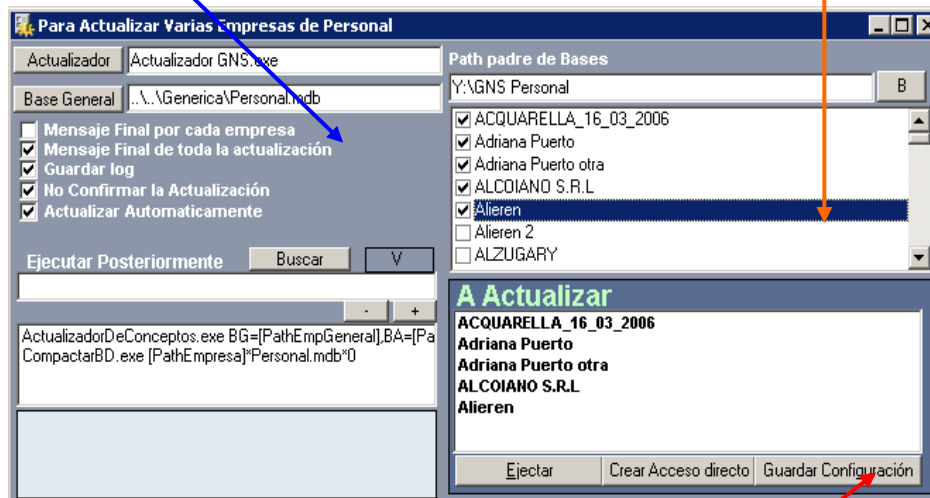 Para Actualizar Varias Empresas de Personal
Actualizador
Actualizador GNS.exe
Base General
..\..\Generica\Personal.mdb
Mensaje Final por cada empresa
Mensaje Final de toda la actualización
Guardar log
No Confirmar la Actualización
Actualizar Automaticamente
Ejecutar Posteriormente
Buscar
V
-
+
ActualizadorDeConceptos.exe BG=[PathEmpGeneral],BA=[Pa
CompactarBD.exe [PathEmpresa]*Personal.mdb*0
Path padre de Bases
Y:\GNS Personal
B
ACQUARELLA_16_03_2006
Adriana Puerto
Adriana Puerto otra
ALCOIANO S.R.L
Alieren
Alieren 2
ALZUGARY
A Actualizar
ACQUARELLA_16_03_2006
Adriana Puerto
Adriana Puerto otra
ALCOIANO S.R.L
Alieren
Ejectar
Crear Acceso directo
Guardar Configuración